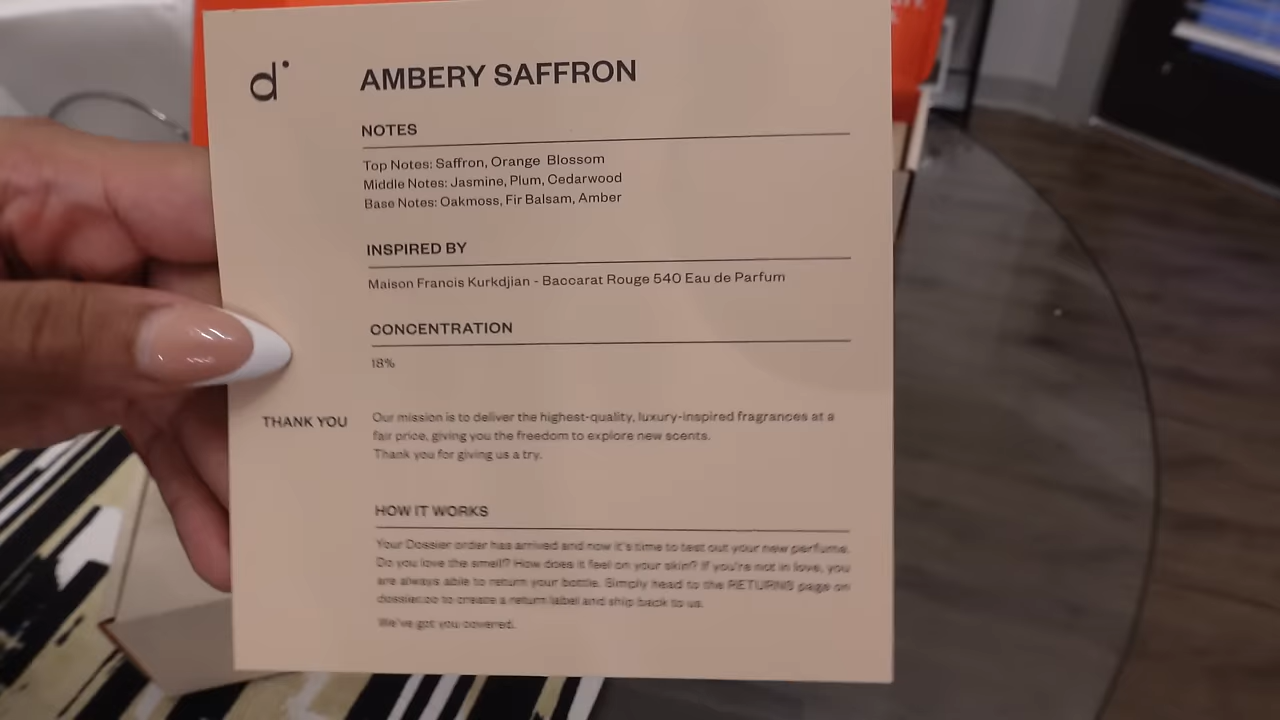 d·
AMBERY SAFFRON
NOTES
Top Notes: Saffron, Orange Blossom
Middle Notes: Jasmine, Plum, Cedarwood
Base Notes: Oakmoss, Fir Balsam, Amber
INSPIRED BY
Maison Francis Kurkdjian - Baccarat Rouge 540 Eau de Parfum
CONCENTRATION
18%
THANK YOU
Our mission is to deliver the highest-quality, luxury-inspired fragrances at a
fair price, giving you the freedom to explore new scents.
Thank you for giving us a try.
HOW IT WORKS
Your Dossier order has arrived and now it's time to test out your new perfume.
Do you love the smell? How does it feel on your skin? If you're not in love, you
are always able to return your bottle. Simply head to the RETURNS page on
dossier.co to create a return label and ship back to us.
We've got you covered.